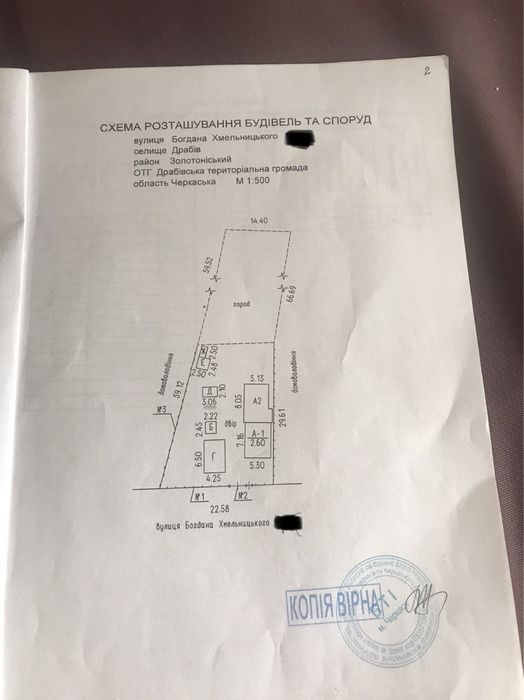 2
СХЕМА РОЗТАШУВАННЯ БУДІВЕЛЬ ТА СПОРУД
вулиця Богдана Хмельницького
селище Драбів
район Золотоніський
ОТГ Драбівська територіальна громада
область Черкаська М 1:500
14.40
59.52
66.69
город
Ж
2.50
Е
2.50
2.48
домоволодіння
домоволодіння
39.12
Д
2.10
3.06
5.13
8.05
А2
29.61
№3
2.22
2.45
Б
двір
7.16
А-1
2.60
6.50
Г
4.25
5.30
№1
№2
22.58
вулиця Богдана Хмельницького
КОПІЯ ВІРНА
м. Черкаси